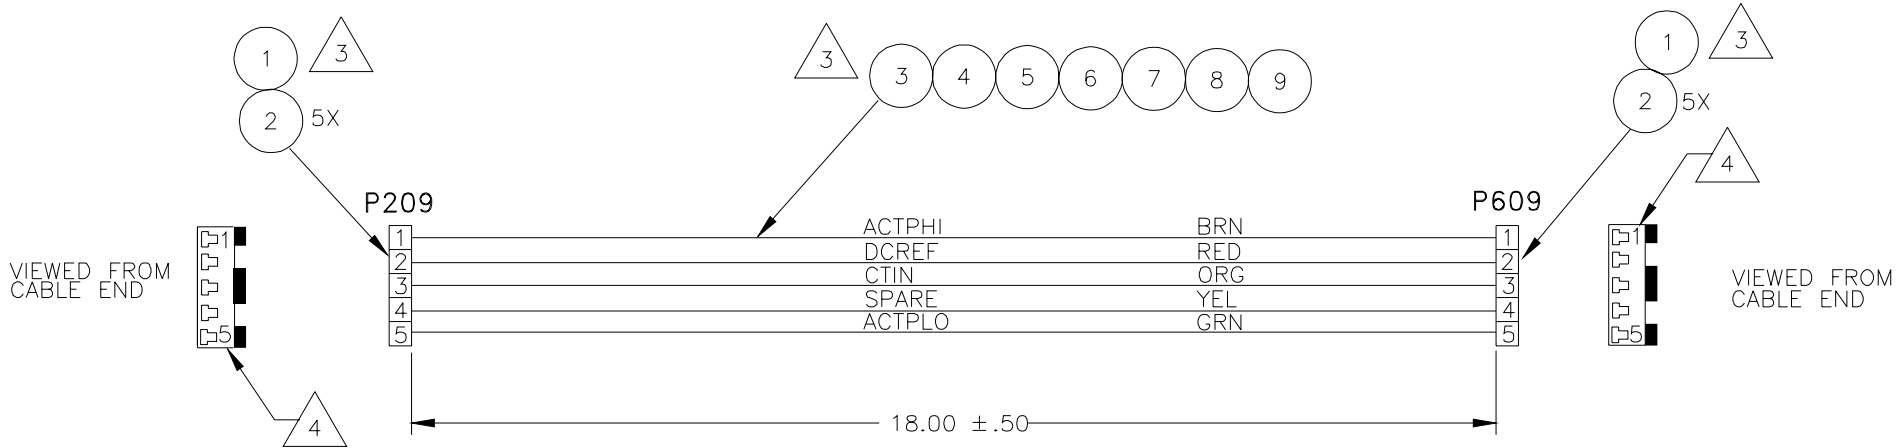 1 3
2 5X
3 3 4 5 6 7 8 9
1 3
2 5X
4
P209
P609
1 ACTPHI BRN 1
2 DCREF RED 2
3 CTIN ORG 3
4 SPARE YEL 4
5 ACTPLO GRN 5
VIEWED FROM
CABLE END
1
5
4
1
5
VIEWED FROM
CABLE END
18.00 ±.50